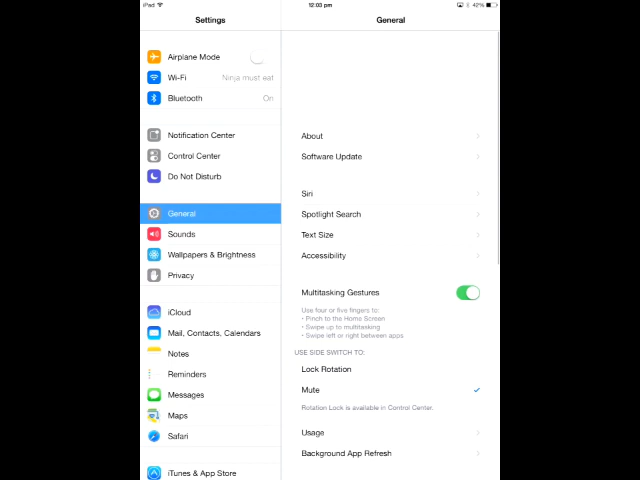 iPad
12:03 pm
42%
Settings
General
Airplane Mode
Wi-Fi
Ninja must eat
Bluetooth
On
Notification Center
Control Center
Do Not Disturb
General
Sounds
Wallpapers & Brightness
Privacy
iCloud
Mail, Contacts, Calendars
Notes
Reminders
Messages
Maps
Safari
iTunes & App Store
About
Software Update
Siri
Spotlight Search
Text Size
Accessibility
Multitasking Gestures
Use four or five fingers to:
• Pinch to the Home Screen
• Swipe up to multitasking
• Swipe left or right between apps
USE SIDE SWITCH TO:
Lock Rotation
Mute
Rotation Lock is available in Control Center.
Usage
Background App Refresh